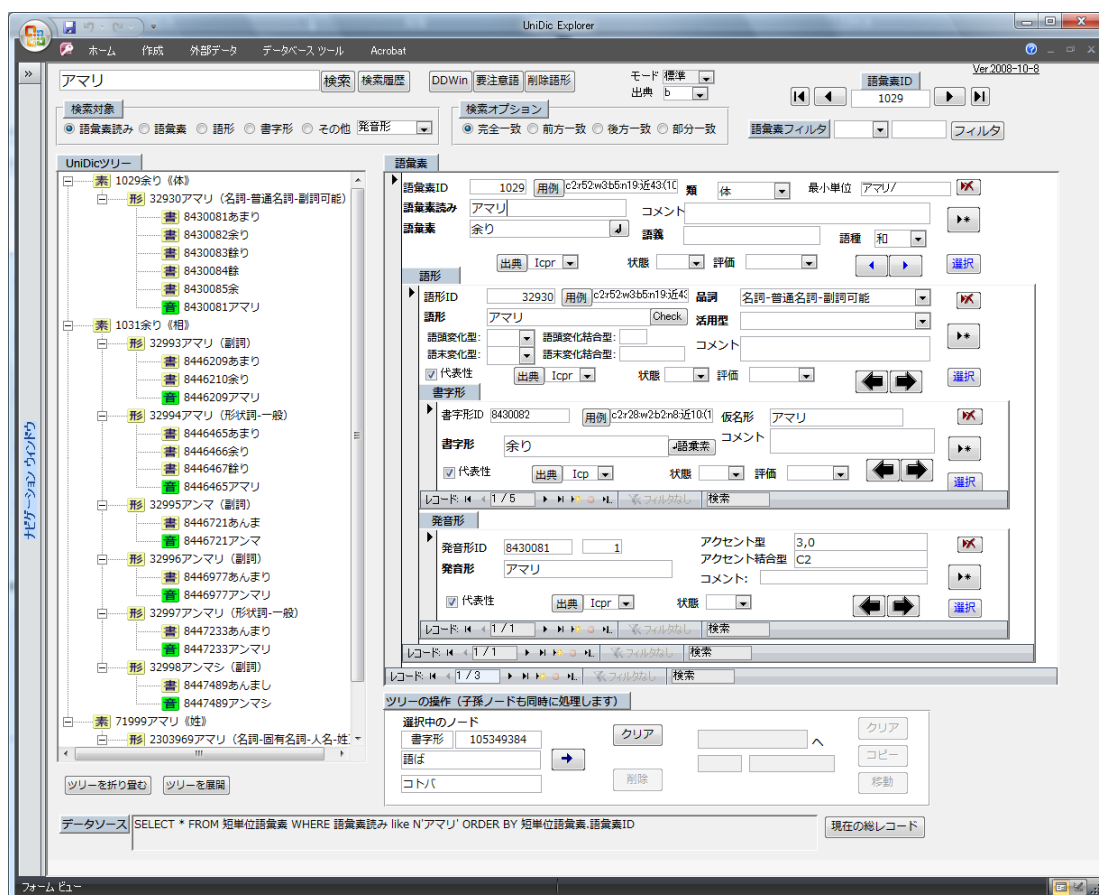 UniDic Explorer
ホーム 作成 外部データ データベース ツール Acrobat
Ver.2008-10-8
アマリ 検索 検索履歴 DDWin 要注意語 削除語形 モード 標準 語彙素ID
出典 b 1029
検索対象 検索オプション
語彙素読み 語彙素 語形 書字形 その他 発音形 完全一致 前方一致 後方一致 部分一致 語彙素フィルタ フィルタ
UniDicツリー
素 1029余り《体》
形 32930アマリ（名詞-普通名詞-副詞可能）
書 8430081あまり
書 8430082余り
書 8430083餘り
書 8430084餘
書 8430085余
音 8430081アマリ
素 1031余り《相》
形 32993アマリ（副詞）
書 8446209あまり
書 8446210余り
音 8446209アマリ
形 32994アマリ（形状詞-一般）
書 8446465あまり
書 8446466余り
書 8446467餘り
音 8446465アマリ
形 32995アンマ（副詞）
書 8446721あんま
音 8446721アンマ
形 32996アンマリ（副詞）
書 8446977あんまり
音 8446977アンマリ
形 32997アンマリ（形状詞-一般）
書 8447233あんまり
音 8447233アンマリ
形 32998アンマシ（副詞）
書 8447489あんまし
音 8447489アンマシ
素 71999アマリ《姓》
形 2303969アマリ（名詞-固有名詞-人名-姓
ツリーを折り畳む ツリーを展開
語彙素
語彙素ID 1029 用例 c2r52:w3b5:n19:近43(1( 類 体 最小単位 アマリ/
語彙素読み アマリ コメント
語彙素 余り 語義 語種 和
出典 Icpr 状態 評価 選択
語形
語形ID 32930 用例 c2r52:w3b5:n19:近4 品詞 名詞-普通名詞-副詞可能
語形 アマリ Check 活用型
語頭変化型: 語頭変化結合型:
語末変化型: 語末変化結合型: コメント
代表性 出典 Icpr 状態 評価 選択
書字形
書字形ID 8430082 用例 c2:r28:w2b2:n8:近10:(1 仮名形 アマリ
書字形 余り 語彙素 コメント
代表性 出典 Icp 状態 評価 選択
レコード: 1 / 5 フィルタなし 検索
発音形
発音形ID 8430081 1 アクセント型 3,0
アクセント結合型 C2
発音形 アマリ コメント:
代表性 出典 Icpr 状態 選択
レコード: 1 / 1 フィルタなし 検索
レコード: 1 / 1 フィルタなし 検索
レコード: 1 / 3 フィルタなし 検索
ツリーの操作（子孫ノードも同時に処理します）
選択中のノード
書字形 105349384 クリア へ クリア
語ば コピー
コトバ 削除 移動
データソース SELECT * FROM 短単位語彙素 WHERE 語彙素読み like N'アマリ' ORDER BY 短単位語彙素.語彙素ID 現在の総レコード
ナビゲーション ウィンドウ
フォーム ビュー